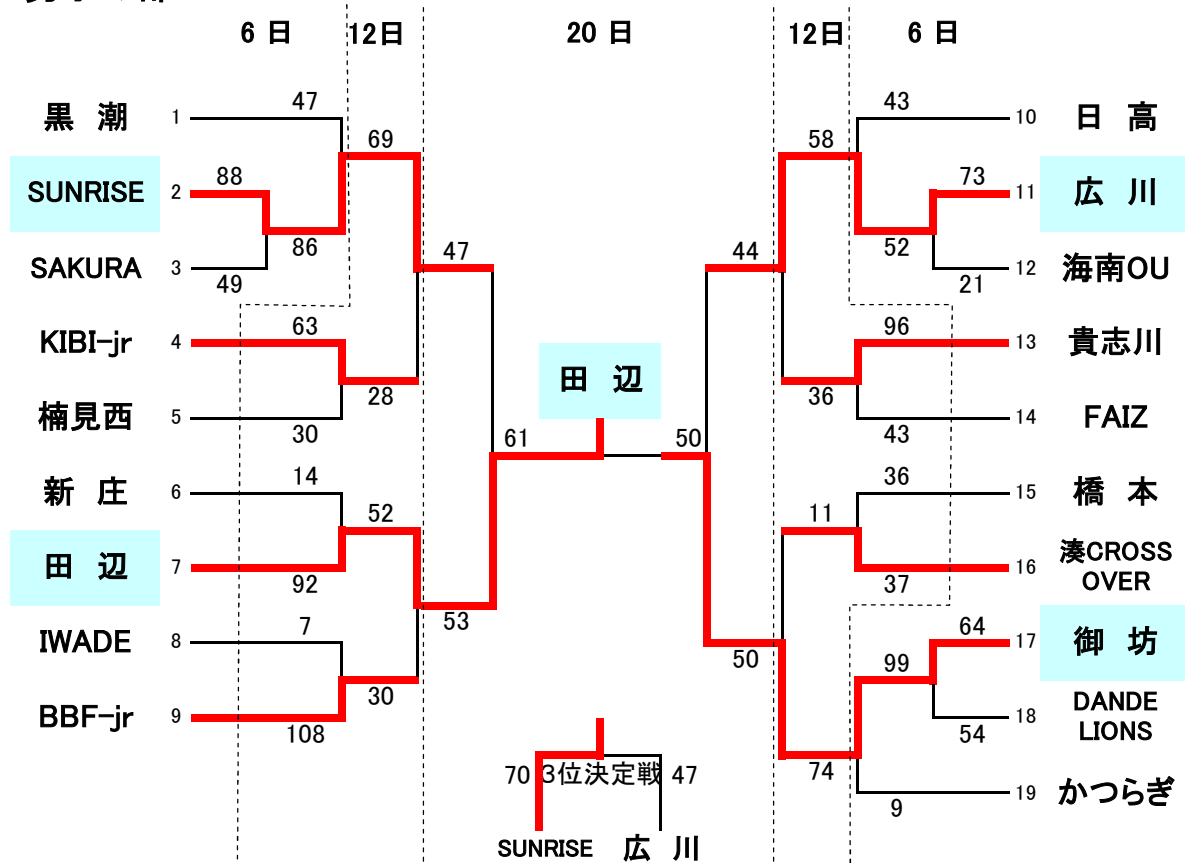 6 日 12日 20 日 12日 6 日
黒 潮 1 47
SUNRISE 2 88
SAKURA 3 49
86
69
KIBI-jr 4 63
楠見西 5 30
28
47
新 庄 6 14
田 辺 7 92
52
IWADE 8 7
BBF-jr 9 108
30
53
61
田 辺
50
43 10 日 高
73 11 広 川
21 12 海南OU
52
58
96 13 貴志川
43 14 FAIZ
36
44
36 15 橋 本
37 16 湊CROSS
OVER
11
64 17 御 坊
54 18 DANDE
LIONS
99
9 19 かつらぎ
74
50
70 3位決定戦 47
SUNRISE 広 川